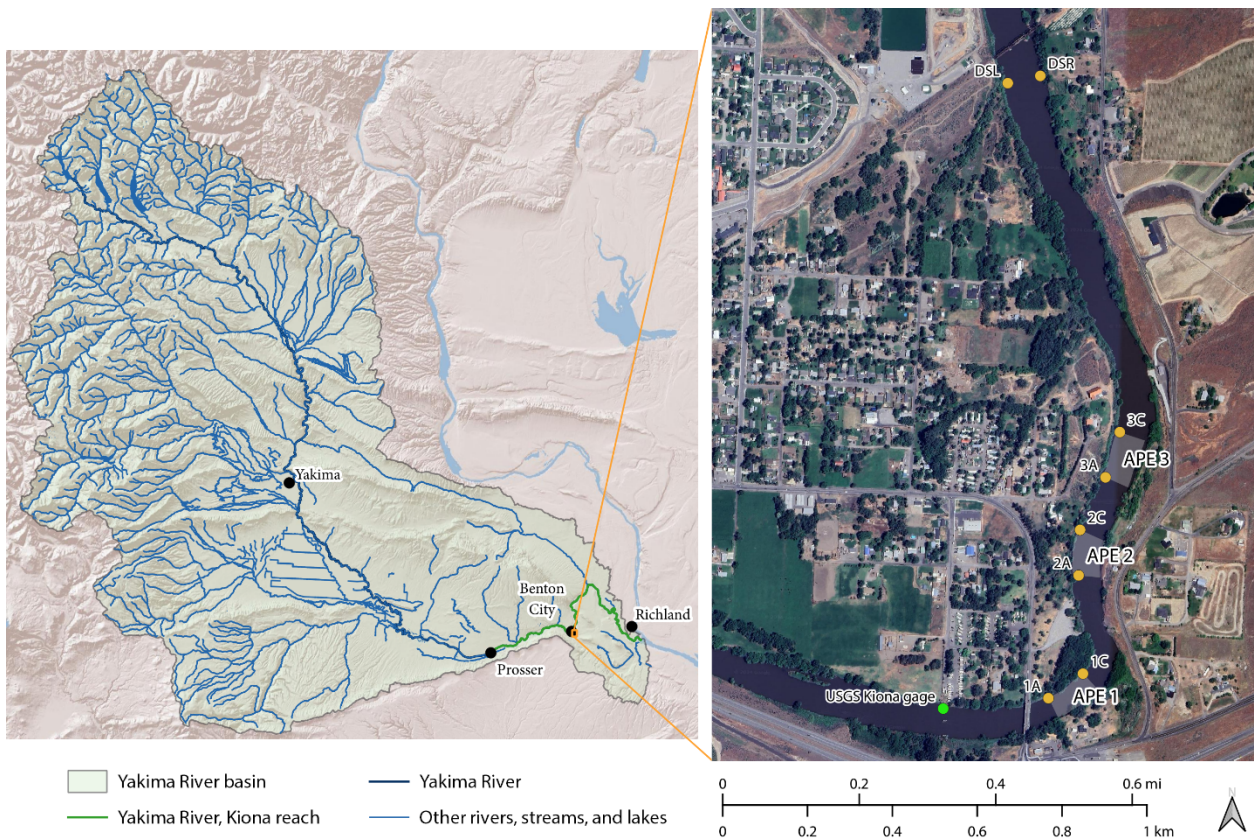 Yakima
Benton
City
Richland
Prosser
DSL
DSR
3C
3A
APE 3
2C
2A
APE 2
1C
1A
APE 1
USGS Kiona gage
Yakima River basin
Yakima River
Yakima River, Kiona reach
Other rivers, streams, and lakes
0 0.2 0.4 0.6 mi
0 0.2 0.4 0.6 0.8 1 km
N